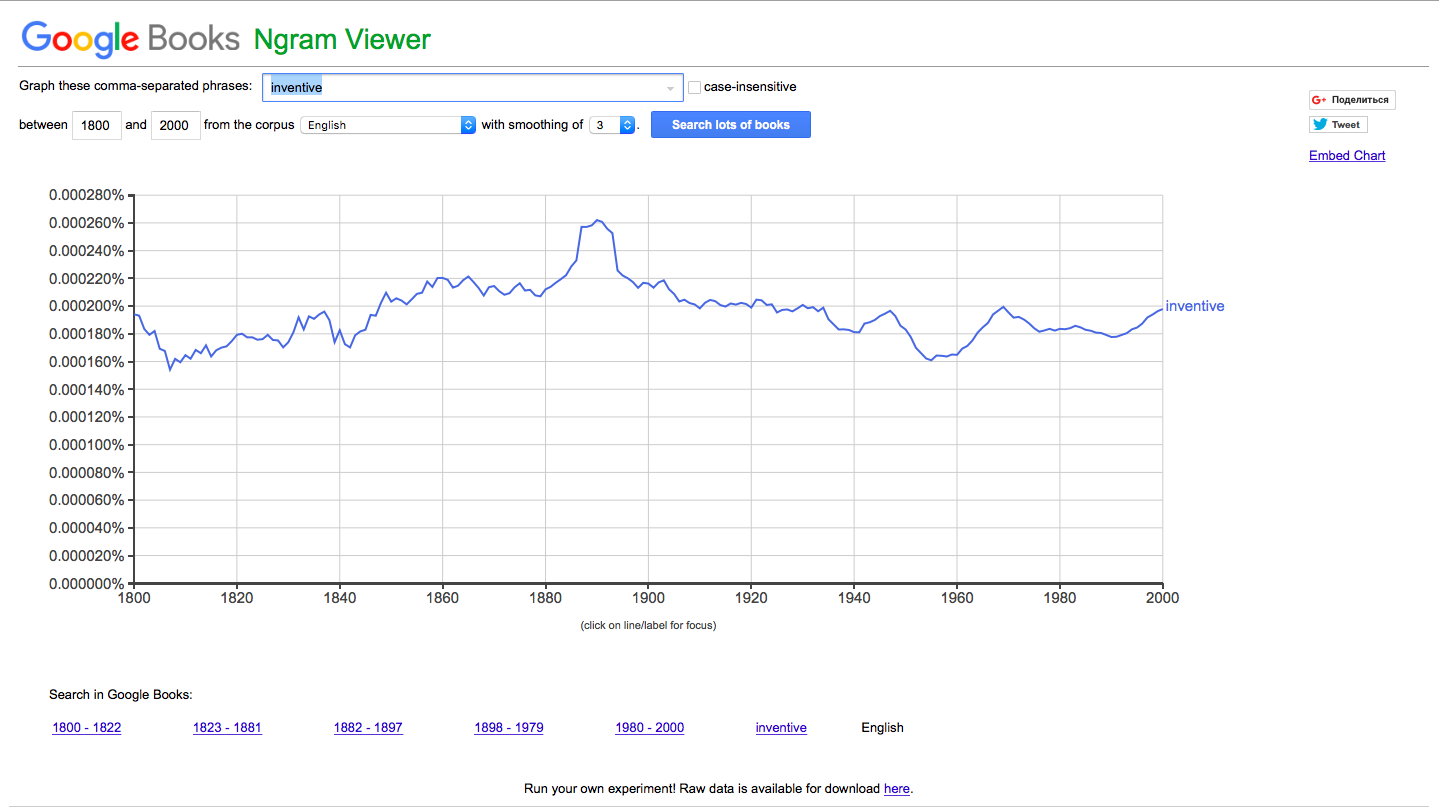 Google Books Ngram Viewer
Graph these comma-separated phrases: inventive case-insensitive
between 1800 and 2000 from the corpus English with smoothing of 3 . Search lots of books
G+ Поделиться
Tweet
Embed Chart
0.000280%
0.000260%
0.000240%
0.000220%
0.000200%
0.000180%
0.000160%
0.000140%
0.000120%
0.000100%
0.000080%
0.000060%
0.000040%
0.000020%
0.000000%
inventive
1800 1820 1840 1860 1880 1900 1920 1940 1960 1980 2000
(click on line/label for focus)
Search in Google Books:
1800 - 1822 1823 - 1881 1882 - 1897 1898 - 1979 1980 - 2000 inventive English
Run your own experiment! Raw data is available for download here.